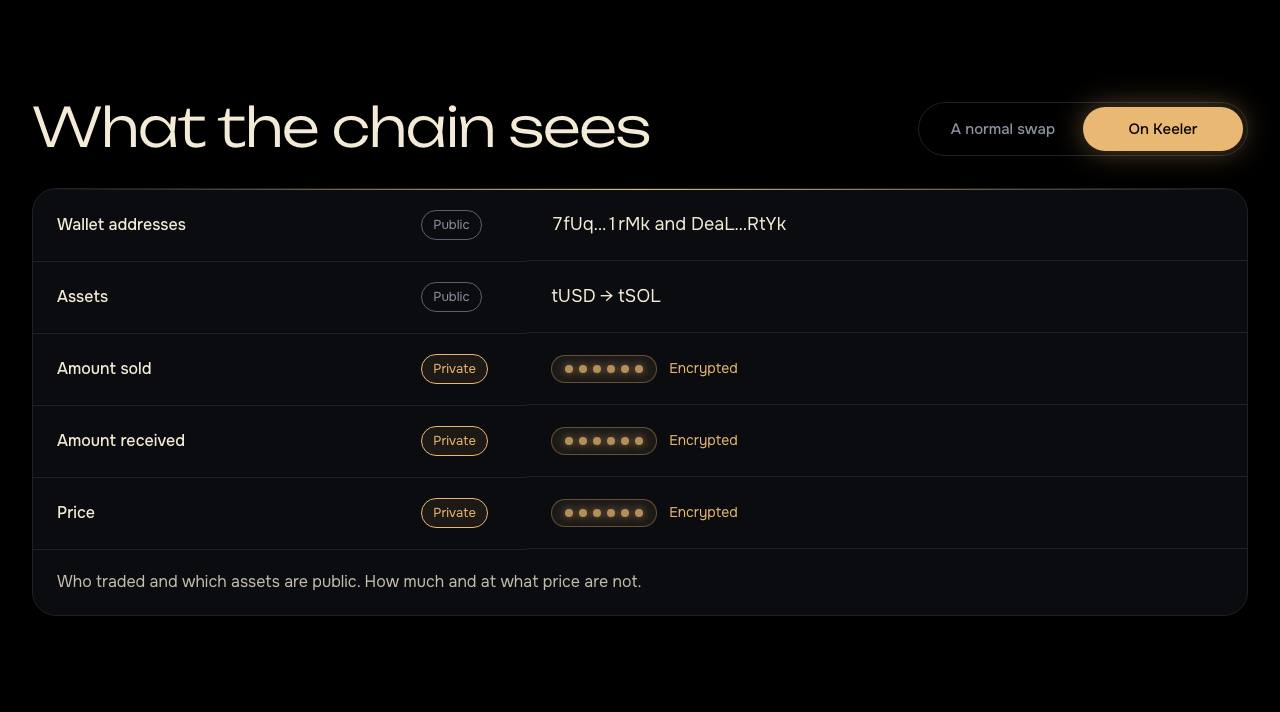 What the chain sees
A normal swap
On Keeler
Wallet addresses Public 7fUq...1rMk and DeaL...RtYk
Assets Public tUSD → tSOL
Amount sold Private Encrypted
Amount received Private Encrypted
Price Private Encrypted
Who traded and which assets are public. How much and at what price are not.